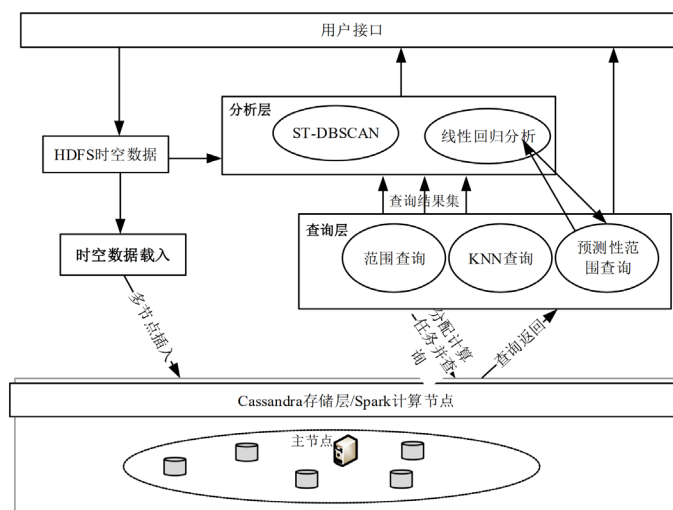 用户接口
分析层
ST-DBSCAN
线性回归分析
HDFS时空数据
查询结果集
查询层
时空数据载入
范围查询
KNN查询
预测性范
围查询
多节点插入
分配计算
任务并查
询
查询返回
Cassandra存储层/Spark计算节点
主节点